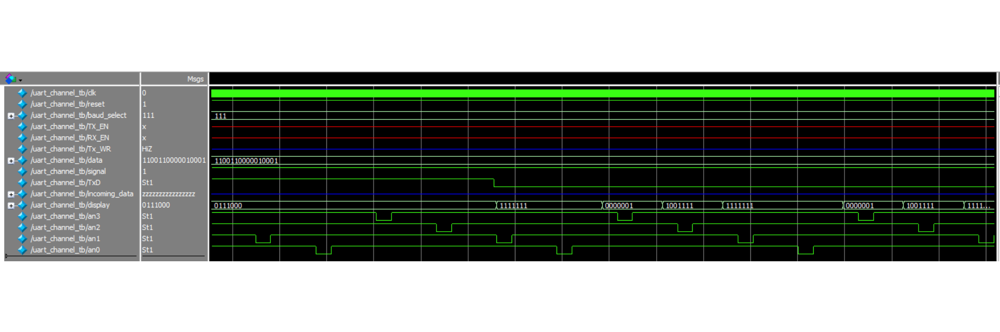 Msgs
/uart_channel_tb/clk 0
/uart_channel_tb/reset 1
/uart_channel_tb/baud_select 111 111
/uart_channel_tb/TX_EN x
/uart_channel_tb/RX_EN x
/uart_channel_tb/Tx_WR HiZ
/uart_channel_tb/data 1100110000010001 1100110000010001
/uart_channel_tb/signal 1
/uart_channel_tb/TxD St1
/uart_channel_tb/incoming_data zzzzzzzzzzzzzzzz
/uart_channel_tb/display 0111000 0111000 1111111 0000001 1001111 1111111 0000001 1001111 1111...
/uart_channel_tb/an3 St1
/uart_channel_tb/an2 St1
/uart_channel_tb/an1 St1
/uart_channel_tb/an0 St1